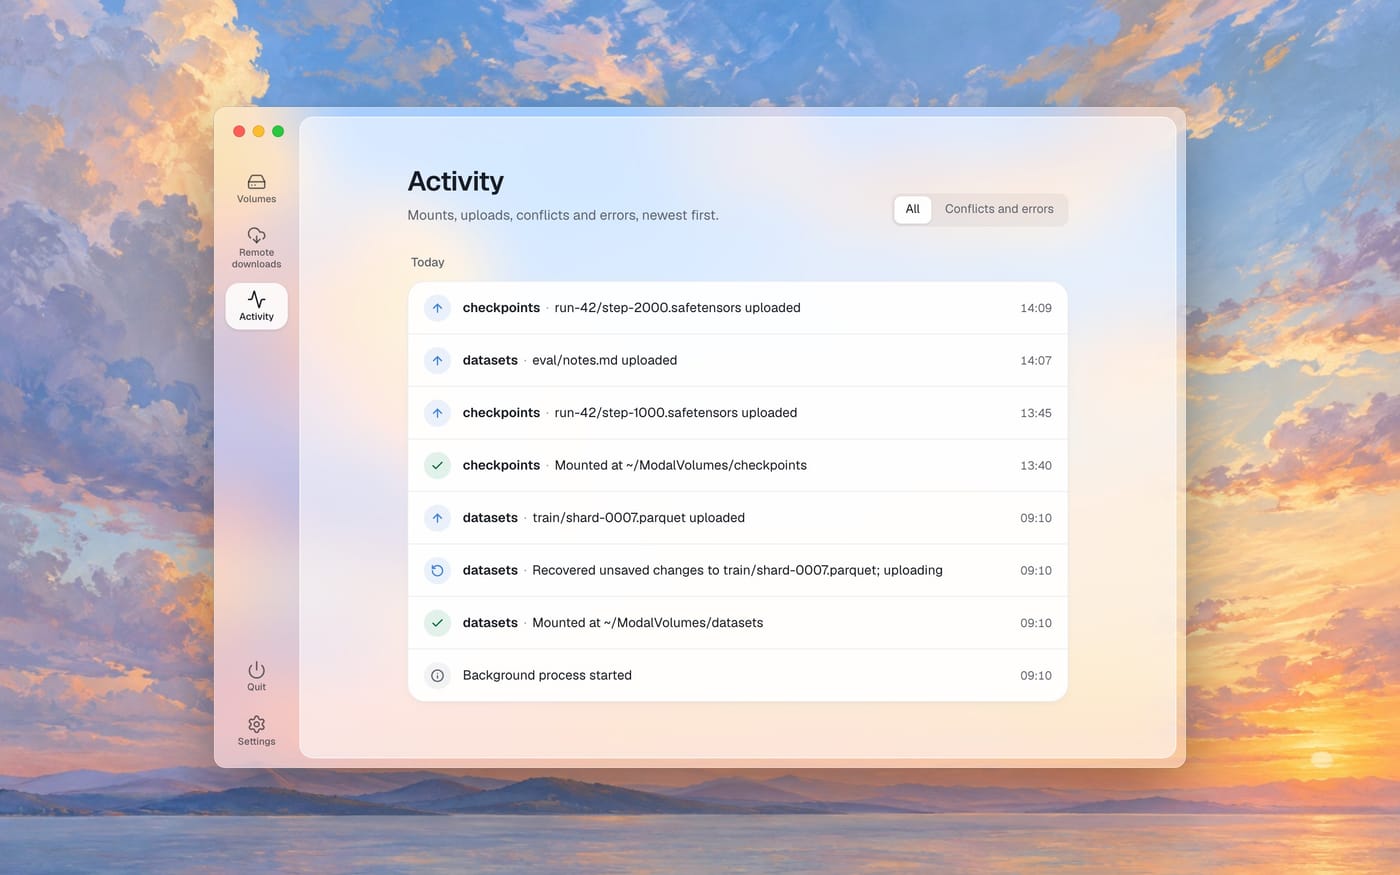 Volumes
Remote
downloads
Activity
Quit
Settings
Activity
Mounts, uploads, conflicts and errors, newest first.
All
Conflicts and errors
Today
checkpoints · run-42/step-2000.safetensors uploaded 14:09
datasets · eval/notes.md uploaded 14:07
checkpoints · run-42/step-1000.safetensors uploaded 13:45
checkpoints · Mounted at ~/ModalVolumes/checkpoints 13:40
datasets · train/shard-0007.parquet uploaded 09:10
datasets · Recovered unsaved changes to train/shard-0007.parquet; uploading 09:10
datasets · Mounted at ~/ModalVolumes/datasets 09:10
Background process started 09:10